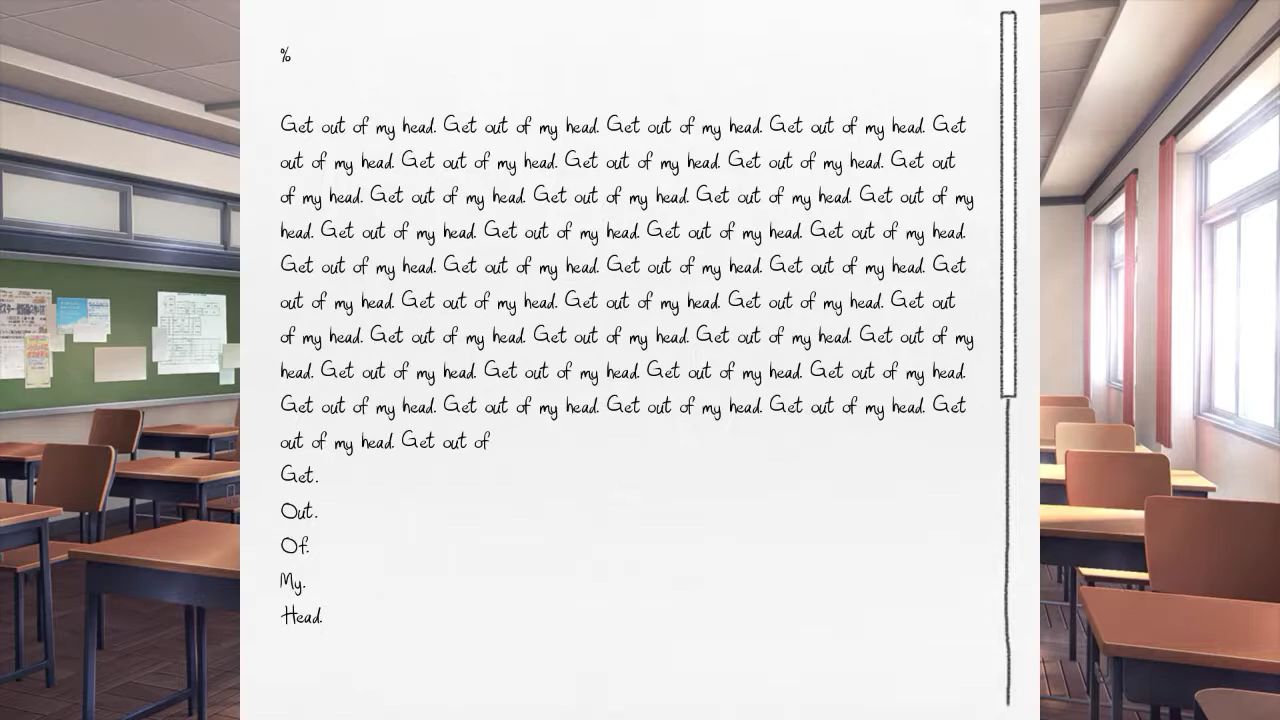 %
Get out of my head. Get out of my head. Get out of my head. Get out of my head. Get
out of my head. Get out of my head. Get out of my head. Get out of my head. Get out
of my head. Get out of my head. Get out of my head. Get out of my head. Get out of my
head. Get out of my head. Get out of my head. Get out of my head. Get out of my head.
Get out of my head. Get out of my head. Get out of my head. Get out of my head. Get
out of my head. Get out of my head. Get out of my head. Get out of my head. Get out
of my head. Get out of my head. Get out of my head. Get out of my head. Get out of my
head. Get out of my head. Get out of my head. Get out of my head. Get out of my head.
Get out of my head. Get out of my head. Get out of my head. Get out of my head. Get
out of my head. Get out of
Get.
Out.
Of.
My.
Head.